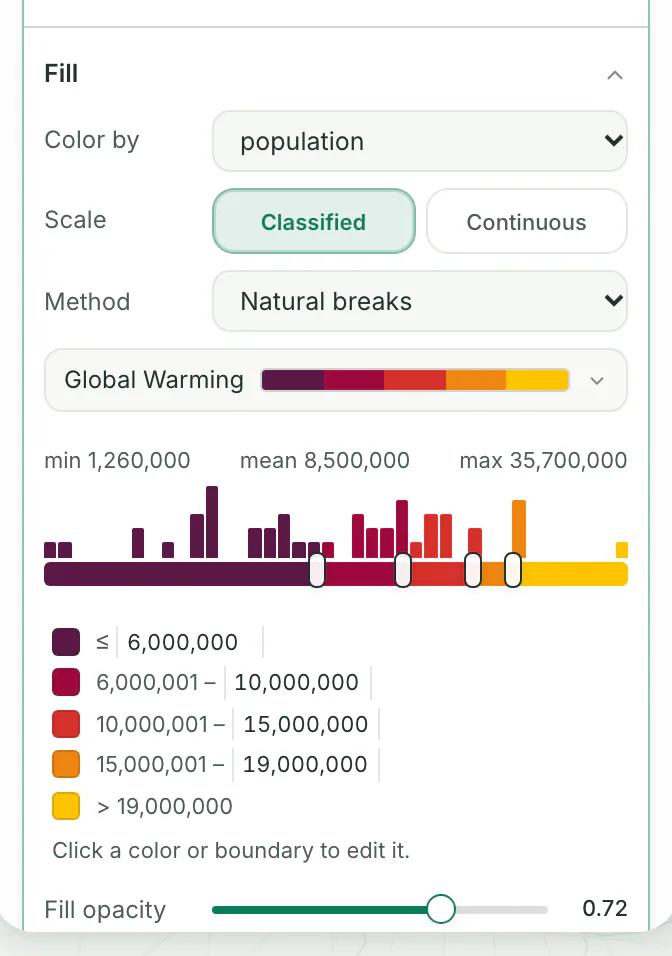 Fill
Color by population
Scale Classified Continuous
Method Natural breaks
Global Warming
min 1,260,000 mean 8,500,000 max 35,700,000
≤ 6,000,000
6,000,001 – 10,000,000
10,000,001 – 15,000,000
15,000,001 – 19,000,000
> 19,000,000
Click a color or boundary to edit it.
Fill opacity 0.72